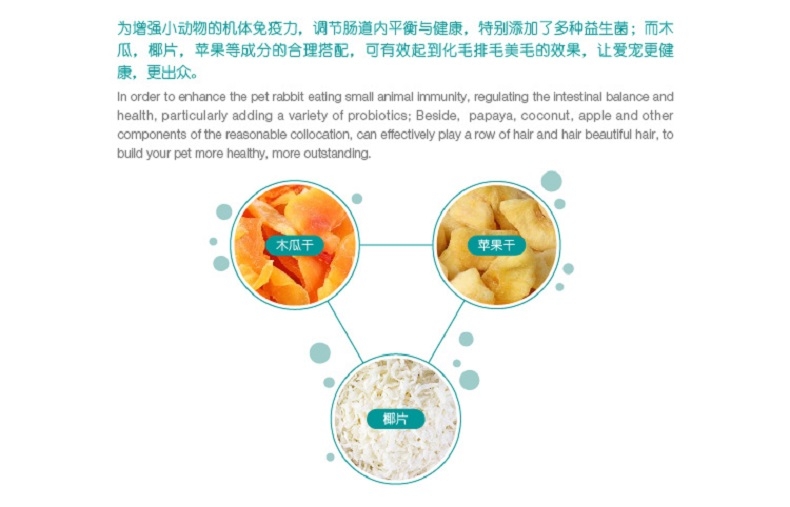 为增强小动物的机体免疫力，调节肠道内平衡与健康，特别添加了多种益生菌；而木
瓜，椰片，苹果等成分的合理搭配，可有效起到化毛排毛美毛的效果，让爱宠更健
康，更出众。
In order to enhance the pet rabbit eating small animal immunity, regulating the intestinal balance and
health, particularly adding a variety of probiotics; Beside, papaya, coconut, apple and other
components of the reasonable collocation, can effectively play a row of hair and hair beautiful hair, to
build your pet more healthy, more outstanding.
木瓜干
苹果干
椰片